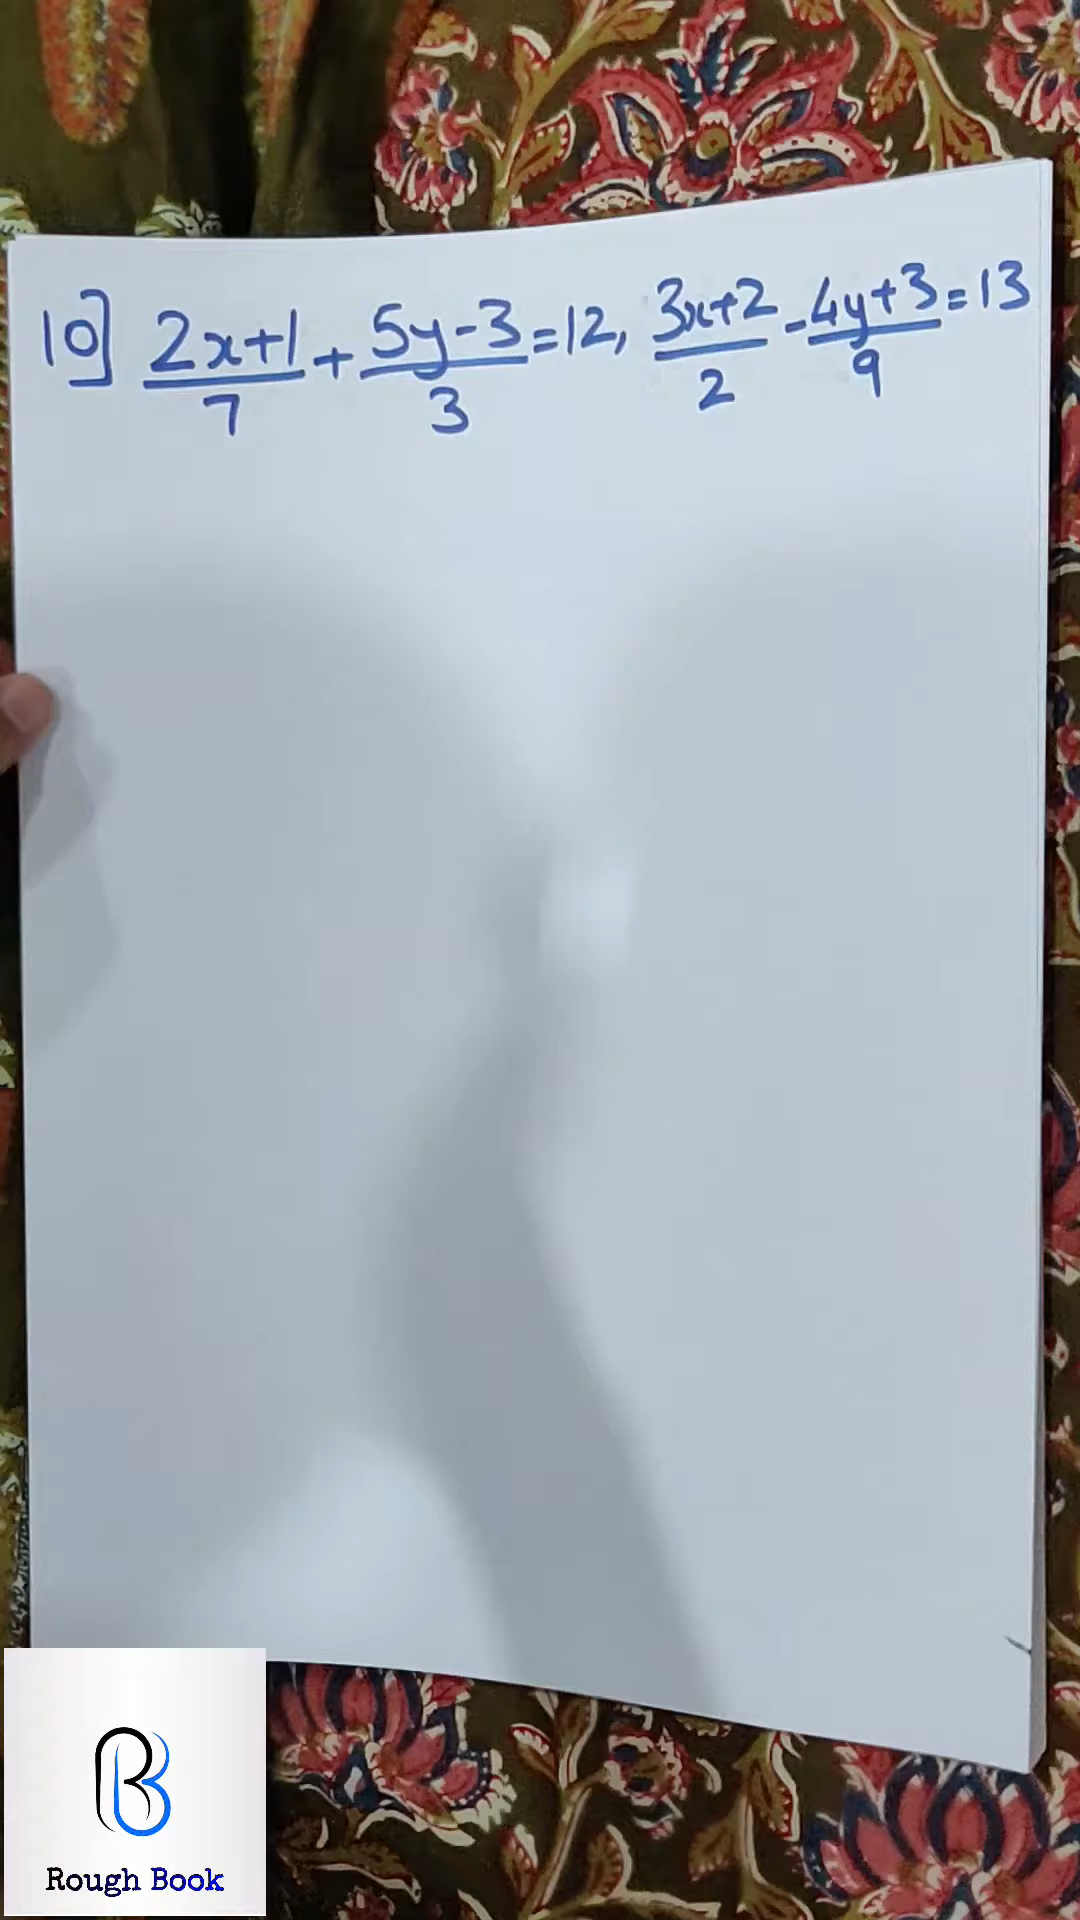 10] (2x+1)/7 + (5y-3)/3 = 12, (3x+2)/2 - (4y+3)/9 = 13
Rough Book